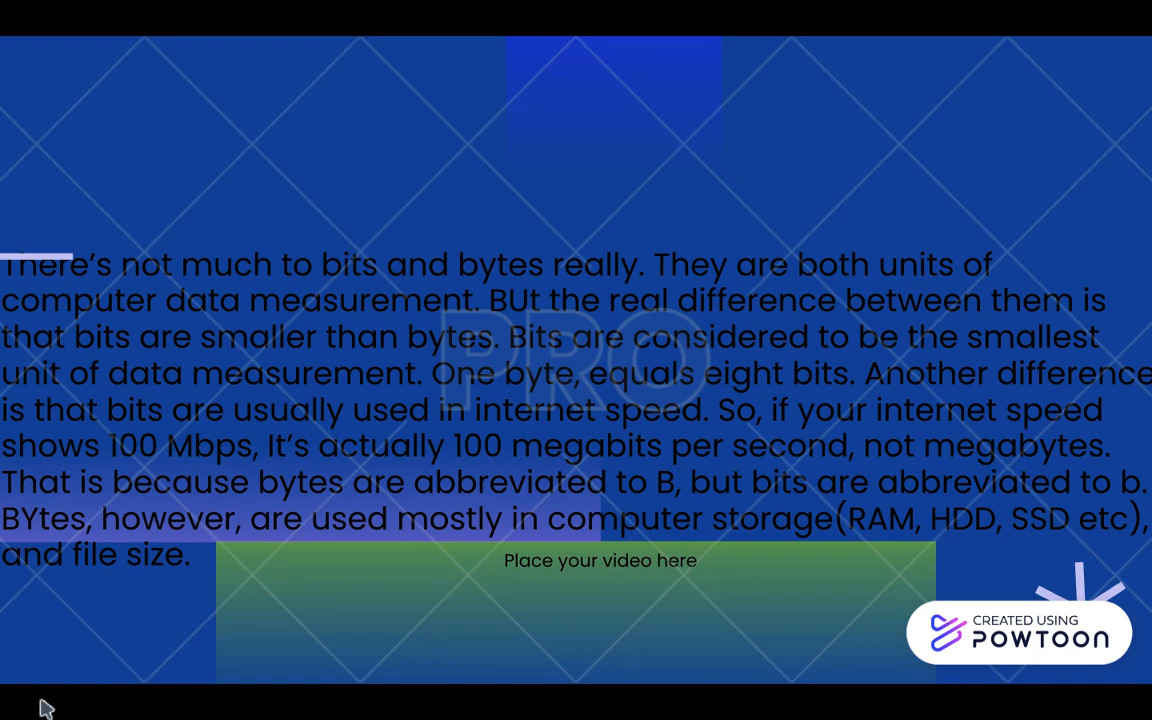 There’s not much to bits and bytes really. They are both units of
computer data measurement. BUt the real difference between them is
that bits are smaller than bytes. Bits are considered to be the smallest
unit of data measurement. One byte, equals eight bits. Another difference
is that bits are usually used in internet speed. So, if your internet speed
shows 100 Mbps, It’s actually 100 megabits per second, not megabytes.
That is because bytes are abbreviated to B, but bits are abbreviated to b.
BYtes, however, are used mostly in computer storage(RAM, HDD, SSD etc),
and file size.
PRO
Place your video here
CREATED USING
POWTOON